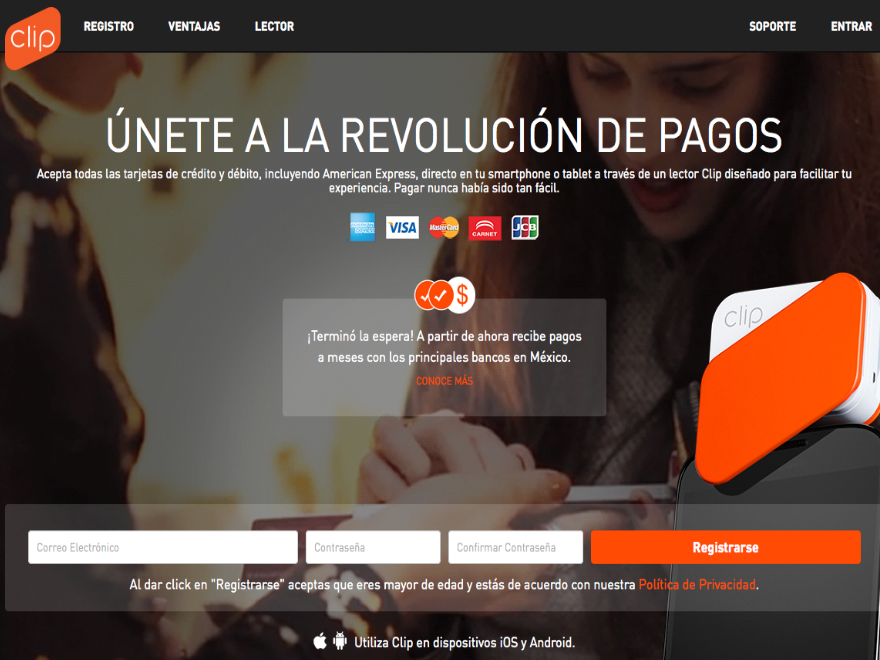 clip
REGISTRO
VENTAJAS
LECTOR
SOPORTE
ENTRAR
ÚNETE A LA REVOLUCIÓN DE PAGOS
Acepta todas las tarjetas de crédito y débito, incluyendo American Express, directo en tu smartphone o tablet a través de un lector Clip diseñado para facilitar tu
experiencia. Pagar nunca había sido tan fácil.
AMERICAN EXPRESS
VISA
MasterCard
CARNET
JCB
$
¡Terminó la espera! A partir de ahora recibe pagos
a meses con los principales bancos en México.
CONOCE MÁS
clip
Correo Electrónico
Contraseña
Confirmar Contraseña
Registrarse
Al dar click en "Registrarse" aceptas que eres mayor de edad y estás de acuerdo con nuestra Política de Privacidad.
Utiliza Clip en dispositivos iOS y Android.